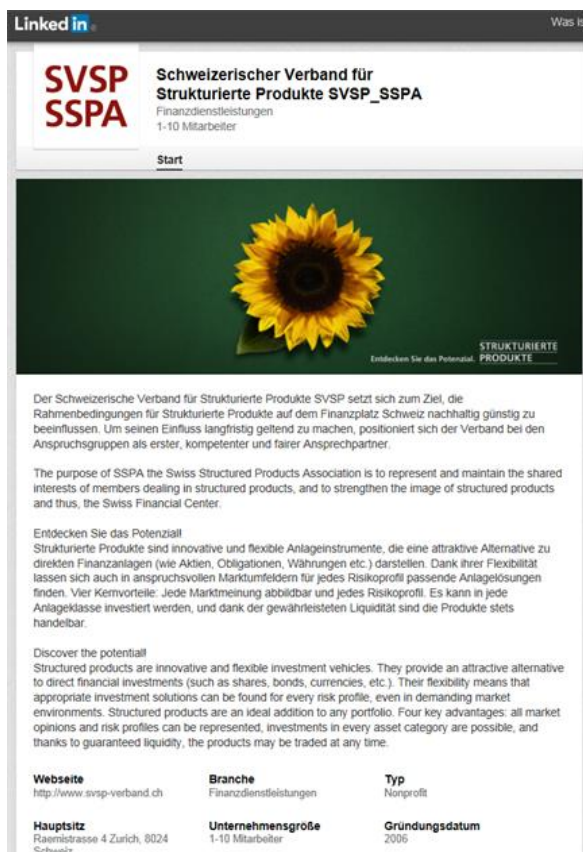 Linked in
Was is
SVSP
SSPA
Schweizerischer Verband für
Strukturierte Produkte SVSP_SSPA
Finanzdienstleistungen
1-10 Mitarbeiter
Start
Entdecken Sie das Potenzial. STRUKTURIERTE
PRODUKTE
Der Schweizerische Verband für Strukturierte Produkte SVSP setzt sich zum Ziel, die
Rahmenbedingungen für Strukturierte Produkte auf dem Finanzplatz Schweiz nachhaltig günstig zu
beeinflussen. Um seinen Einfluss langfristig geltend zu machen, positioniert sich der Verband bei den
Anspruchsgruppen als erster, kompetenter und fairer Ansprechpartner.
The purpose of SSPA the Swiss Structured Products Association is to represent and maintain the shared
interests of members dealing in structured products, and to strengthen the image of structured products
and thus, the Swiss Financial Center.
Entdecken Sie das Potenzial!
Strukturierte Produkte sind innovative und flexible Anlageinstrumente, die eine attraktive Alternative zu
direkten Finanzanlagen (wie Aktien, Obligationen, Währungen etc.) darstellen. Dank ihrer Flexibilität
lassen sich auch in anspruchsvollen Marktumfeldern für jedes Risikoprofil passende Anlagelösungen
finden. Vier Kernvorteile: Jede Marktmeinung abbildbar und jedes Risikoprofil. Es kann in jede
Anlageklasse investiert werden, und dank der gewährleisteten Liquidität sind die Produkte stets
handelbar.
Discover the potential!
Structured products are innovative and flexible investment vehicles. They provide an attractive alternative
to direct financial investments (such as shares, bonds, currencies, etc.). Their flexibility means that
appropriate investment solutions can be found for every risk profile, even in demanding market
environments. Structured products are an ideal addition to any portfolio. Four key advantages: all market
opinions and risk profiles can be represented, investments in every asset category are possible, and
thanks to guaranteed liquidity, the products may be traded at any time.
Webseite Branche Typ
http://www.svsp-verband.ch Finanzdienstleistungen Nonprofit
Hauptsitz Unternehmensgröße Gründungsdatum
Raemistrasse 4 Zurich, 8024 1-10 Mitarbeiter 2006
Schweiz